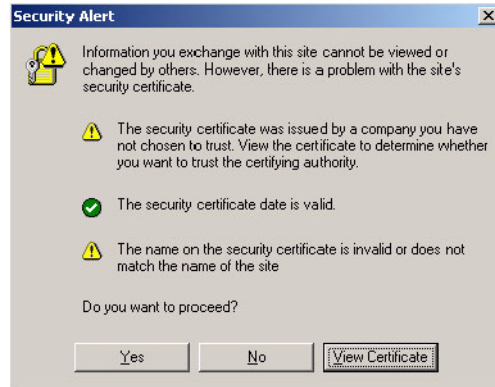 Security Alert
Information you exchange with this site cannot be viewed or
changed by others. However, there is a problem with the site's
security certificate.
The security certificate was issued by a company you have
not chosen to trust. View the certificate to determine whether
you want to trust the certifying authority.
The security certificate date is valid.
The name on the security certificate is invalid or does not
match the name of the site
Do you want to proceed?
Yes
No
View Certificate